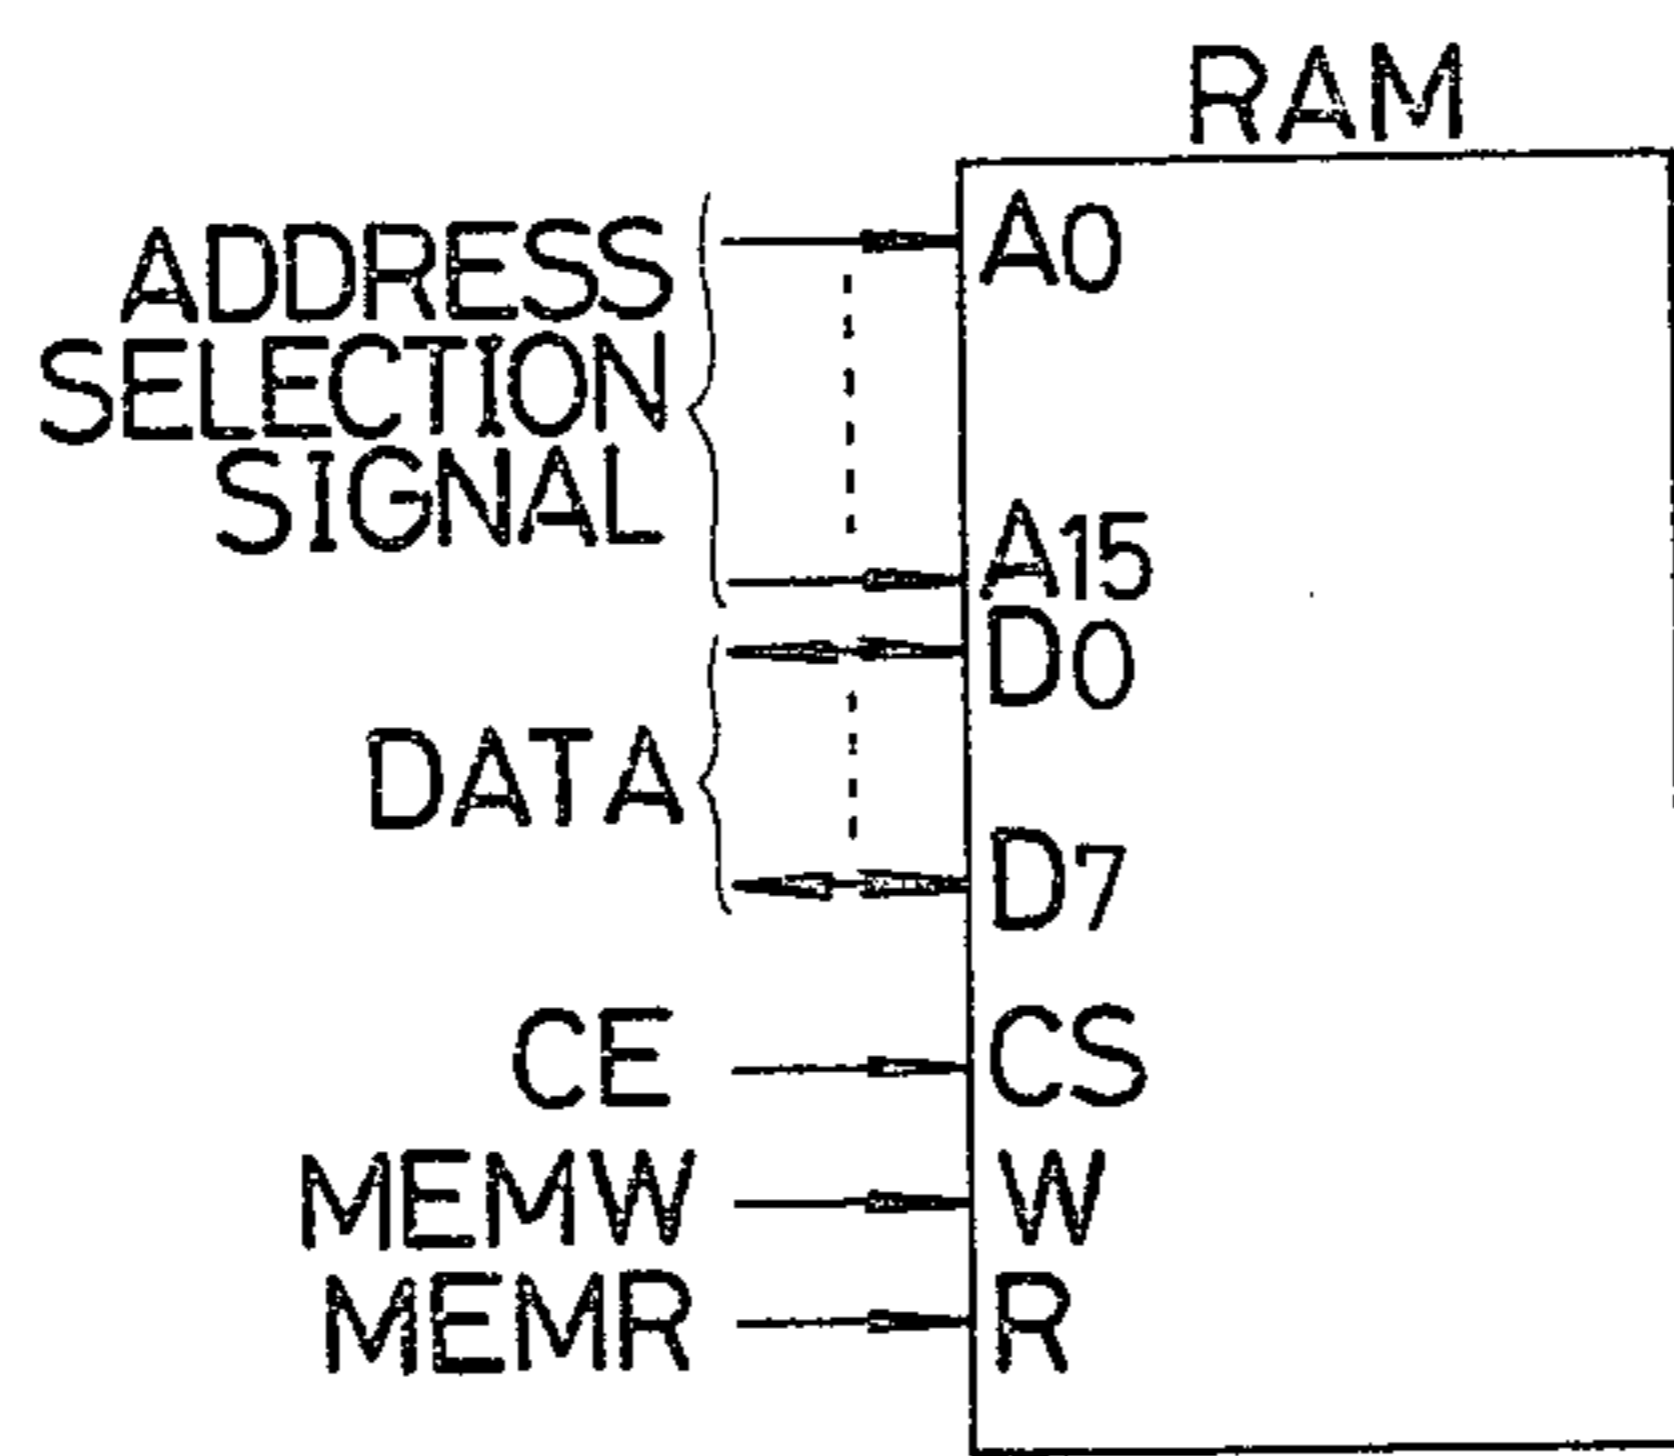 RAM
ADDRESS
SELECTION
SIGNAL
A0
A15
DATA
D0
D7
CE
CS
MEMW
W
MEMR
R